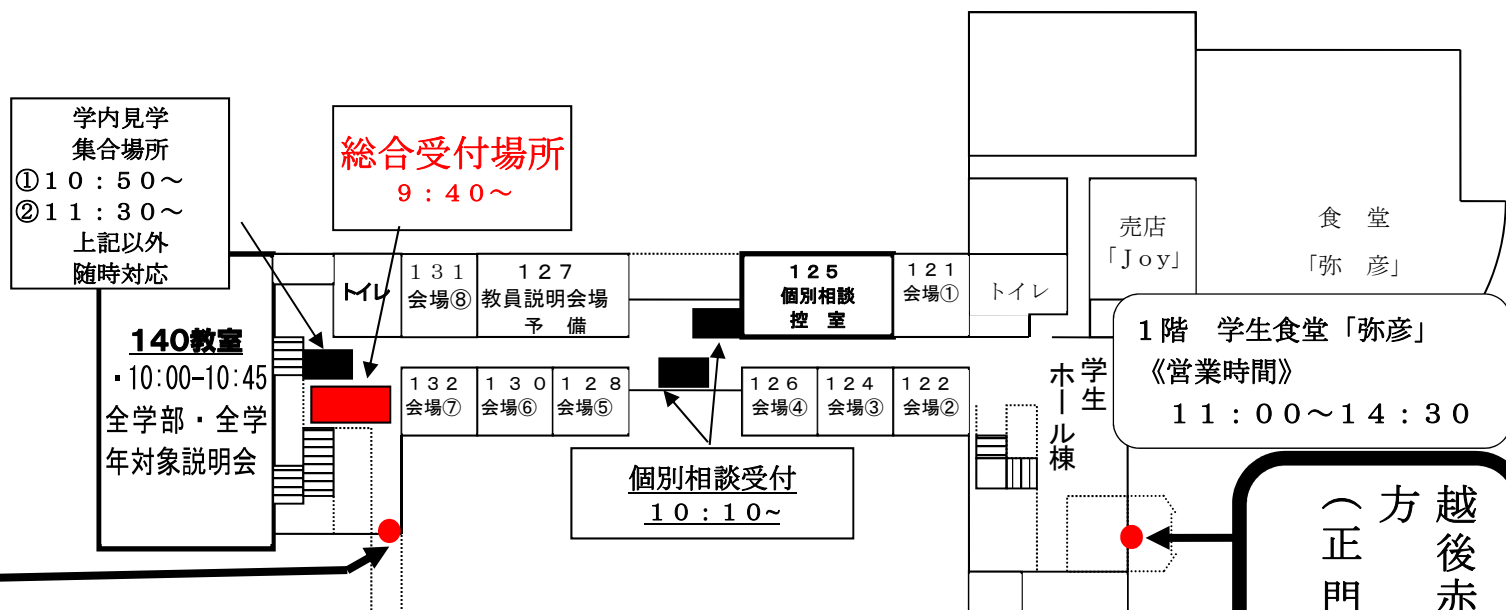 学内見学
集合場所
①１０：５０～
②１１：３０～
上記以外
随時対応
総合受付場所
９：４０～
140教室
・10:00-10:45
全学部・全学
年対象説明会
トイレ
１３１
会場⑧
１２７
教員説明会場
予　備
１２５
個別相談
控　室
１２１
会場①
トイレ
売店
「Ｊｏｙ」
食　堂
「弥　彦」
１３２
会場⑦
１３０
会場⑥
１２８
会場⑤
１２６
会場④
１２４
会場③
１２２
会場②
学生
ホール棟
１階　学生食堂「弥彦」
《営業時間》
１１：００～１４：３０
個別相談受付
１０：１０~
越後赤
方
（正門